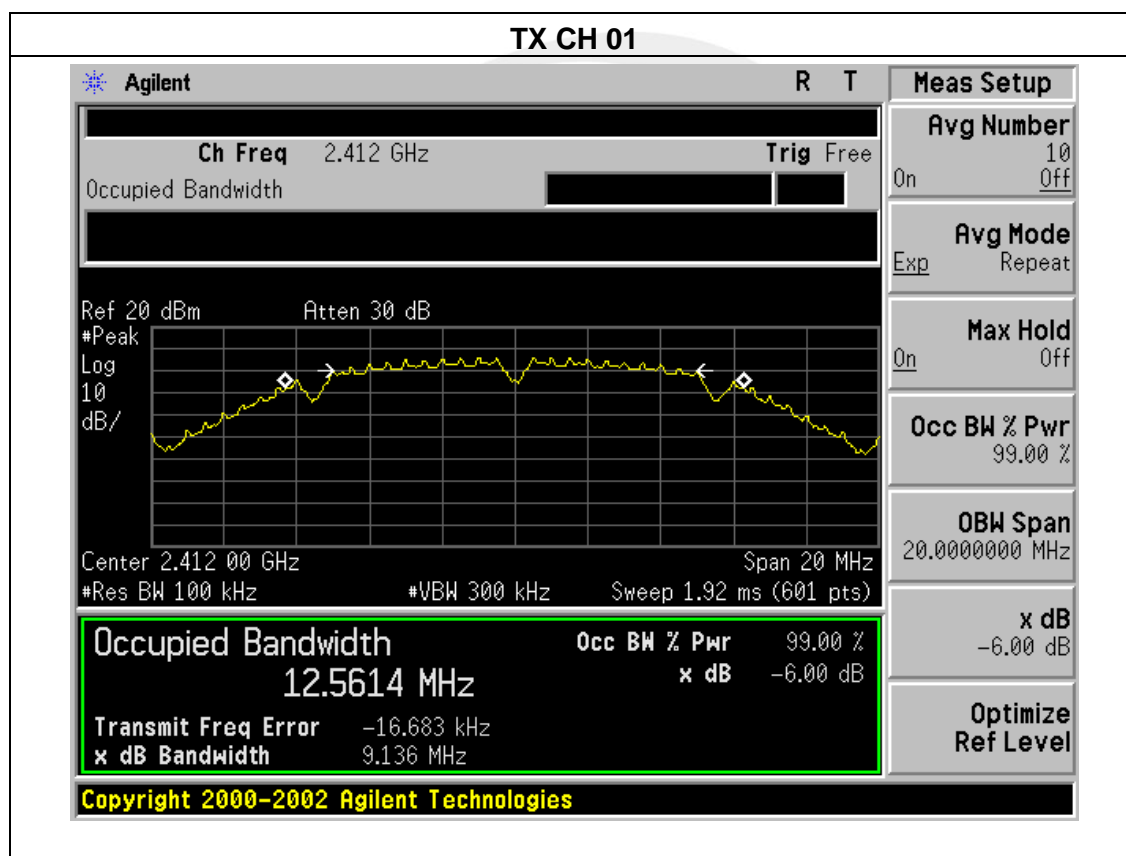 TX CH 01
Agilent R T
Ch Freq 2.412 GHz Trig Free
Occupied Bandwidth
Ref 20 dBm Atten 30 dB
#Peak
Log
10
dB/
Center 2.412 00 GHz Span 20 MHz
#Res BW 100 kHz #VBW 300 kHz Sweep 1.92 ms (601 pts)
Occupied Bandwidth Occ BW % Pwr 99.00 %
12.5614 MHz x dB -6.00 dB
Transmit Freq Error -16.683 kHz
x dB Bandwidth 9.136 MHz
Copyright 2000-2002 Agilent Technologies
Meas Setup
Avg Number
10
On Off
Avg Mode
Exp Repeat
Max Hold
On Off
Occ BW % Pwr
99.00 %
OBW Span
20.0000000 MHz
x dB
-6.00 dB
Optimize
Ref Level